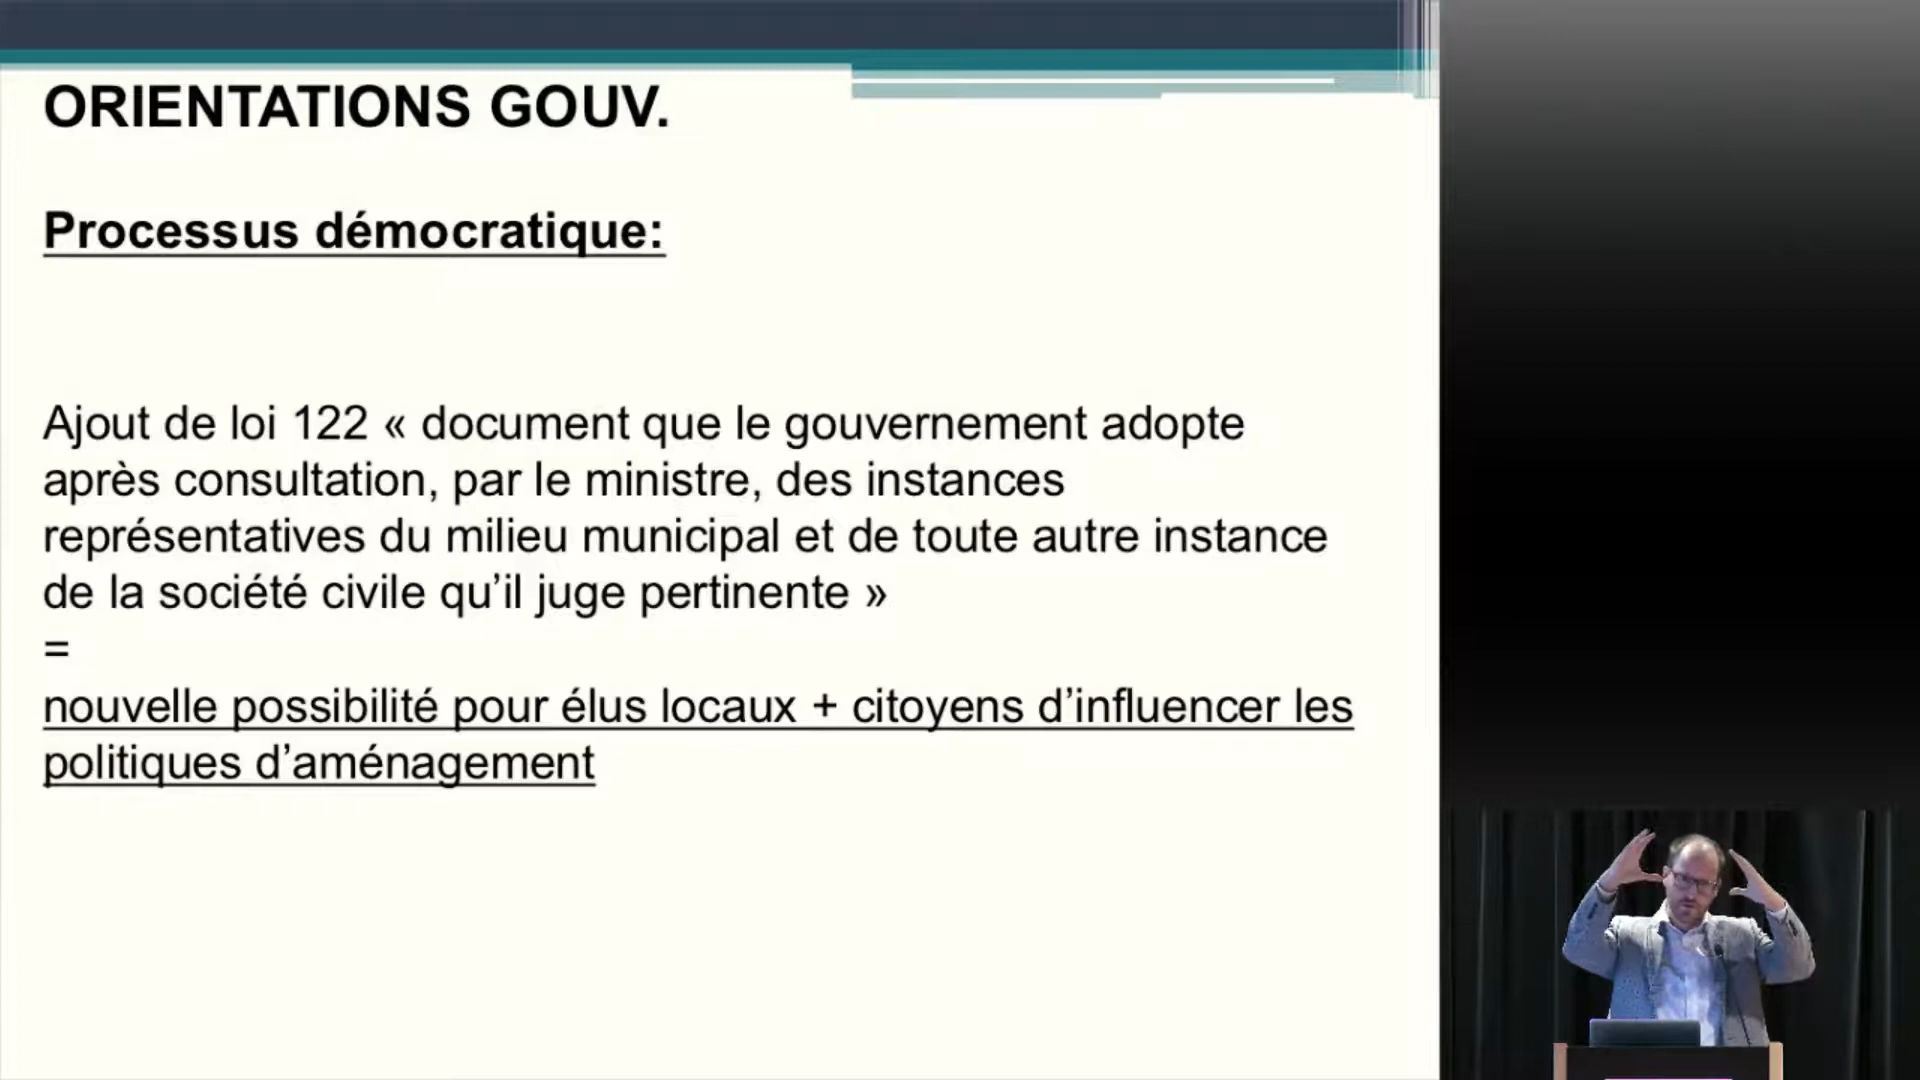 ORIENTATIONS GOUV.
Processus démocratique:
Ajout de loi 122 « document que le gouvernement adopte
après consultation, par le ministre, des instances
représentatives du milieu municipal et de toute autre instance
de la société civile qu’il juge pertinente »
=
nouvelle possibilité pour élus locaux + citoyens d’influencer les
politiques d’aménagement